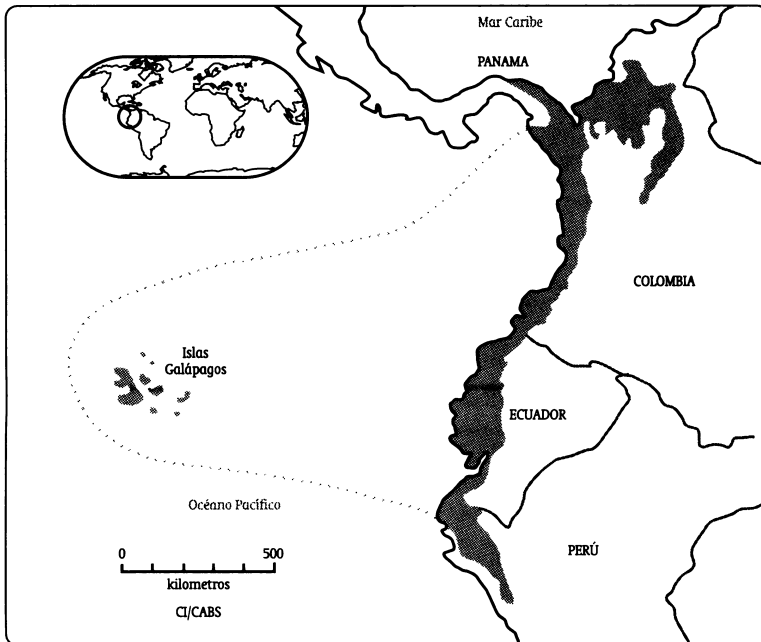 Mar Caribe
PANAMA
COLOMBIA
Islas
Galápagos
ECUADOR
Océano Pacífico
PERÚ
0 500
kilometros
CI/CABS